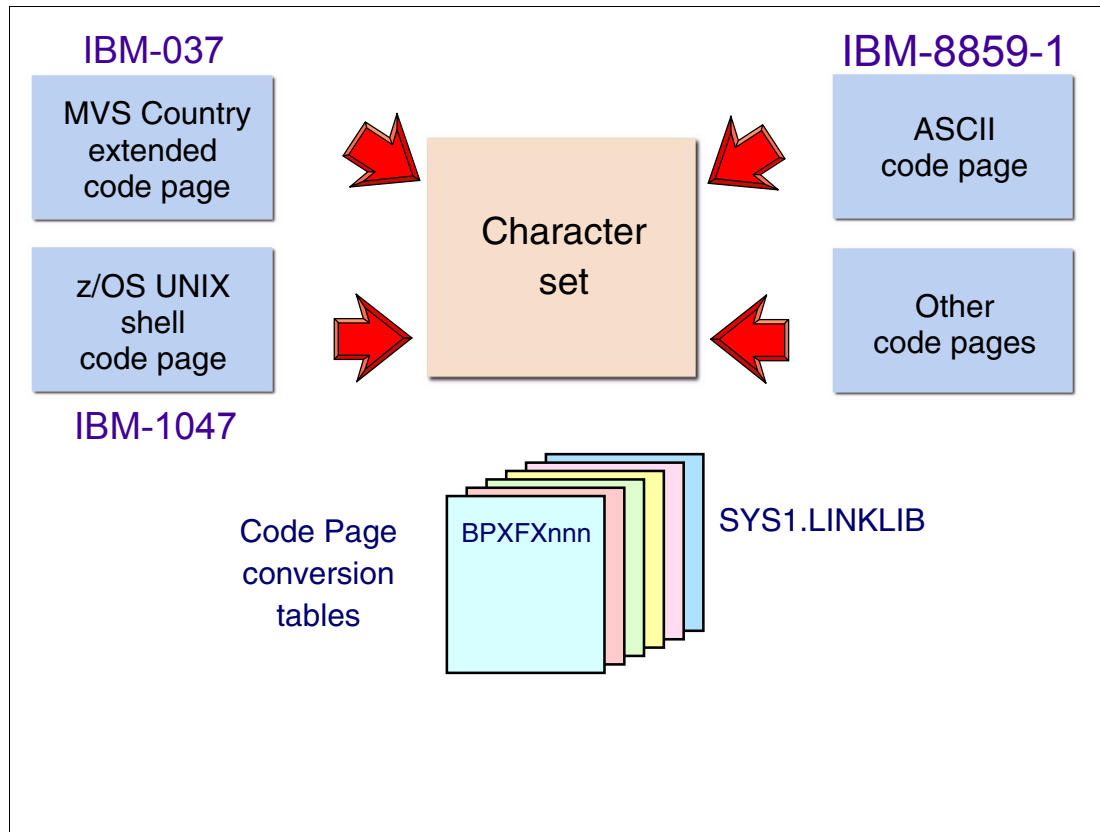 IBM-037
MVS Country
extended
code page
z/OS UNIX
shell
code page
IBM-1047
Character
set
IBM-8859-1
ASCII
code page
Other
code pages
Code Page
conversion
tables
BPXFXnnn
SYS1.LINKLIB